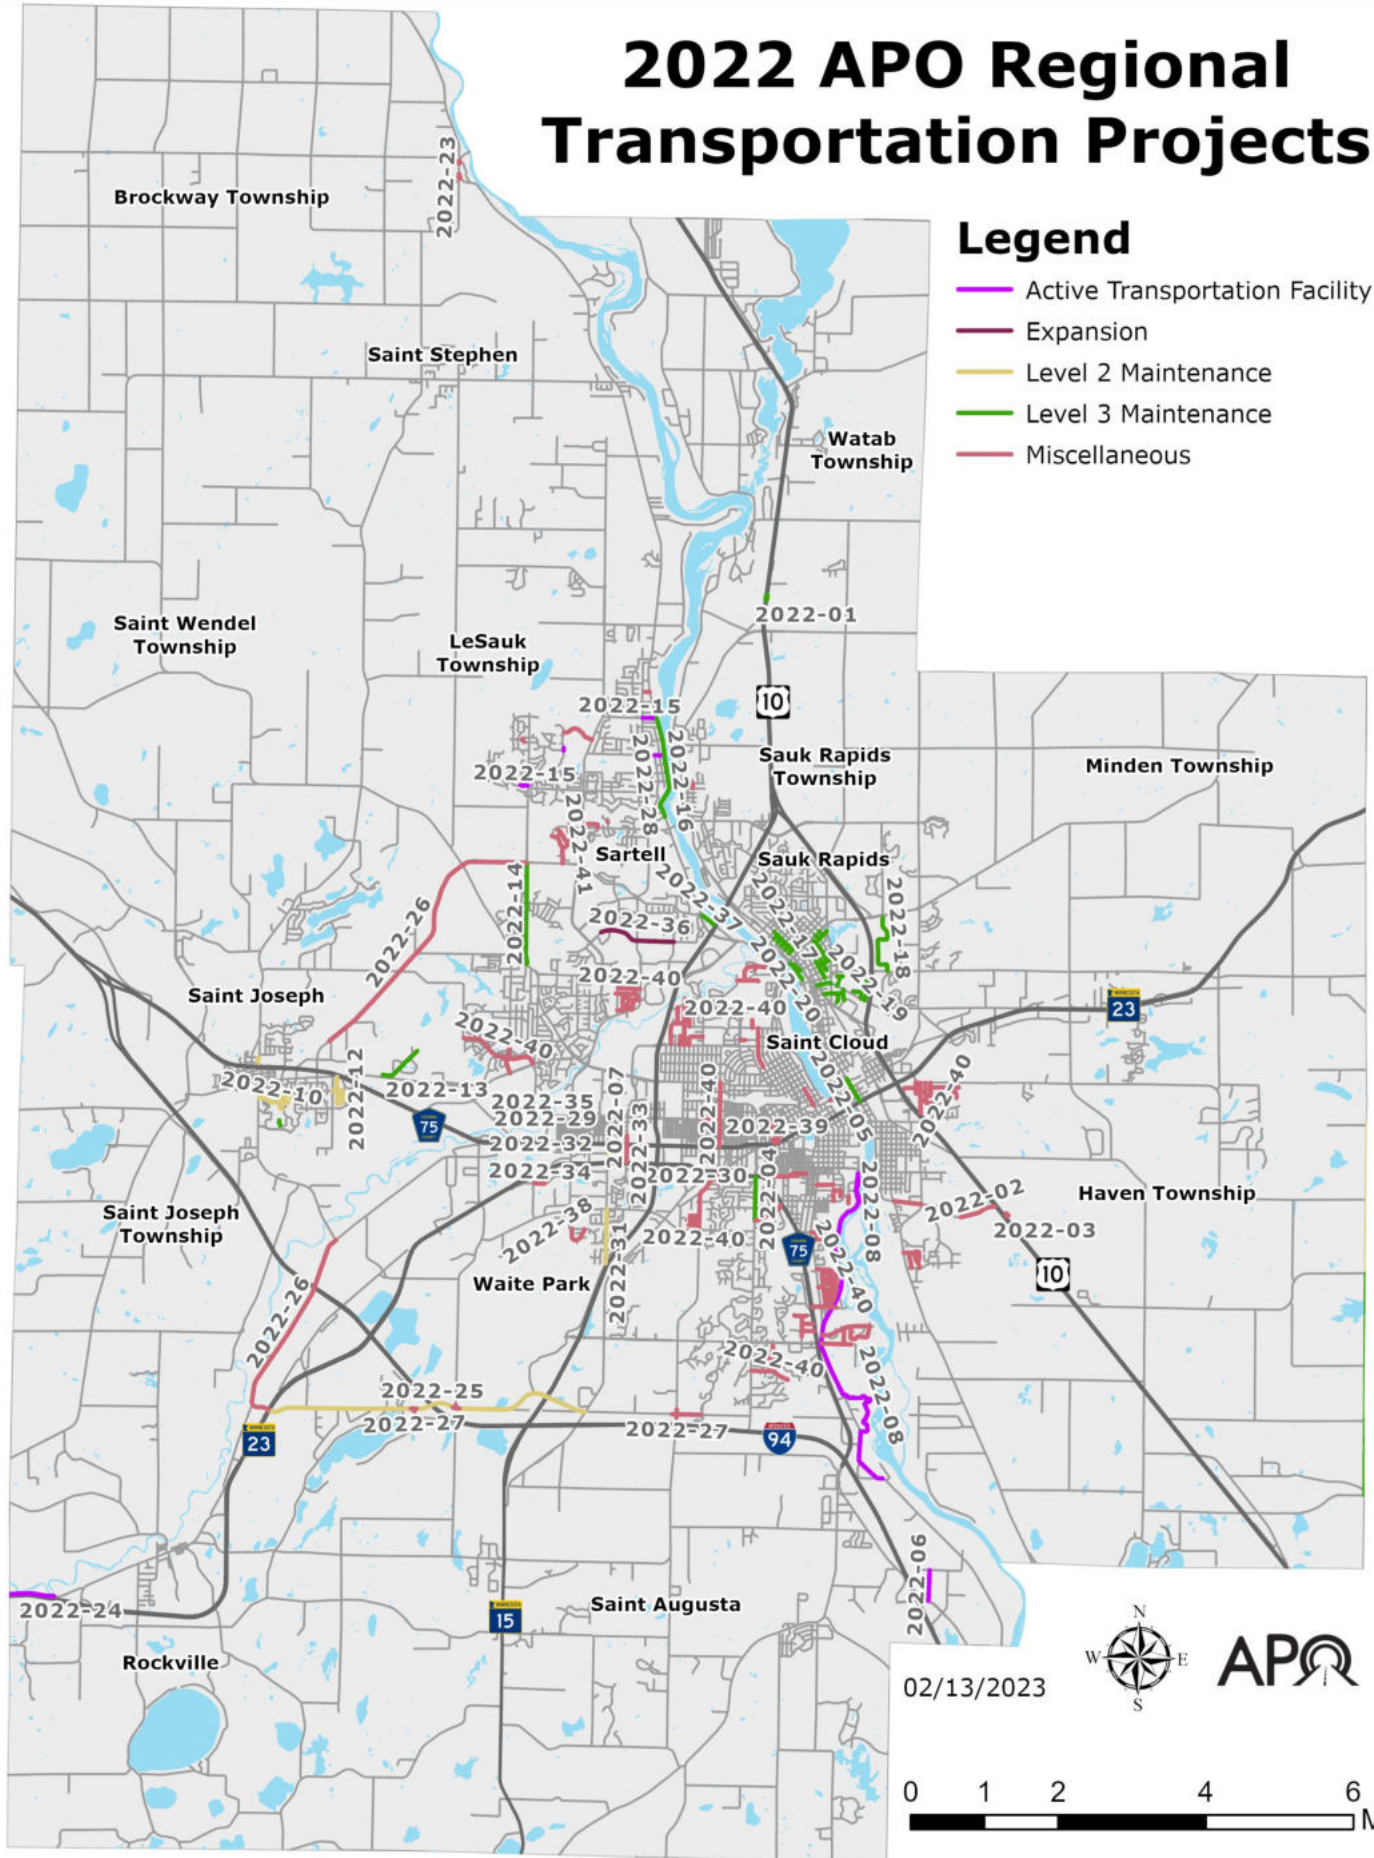 2022 APO Regional
Transportation Projects
Legend
Active Transportation Facility
Expansion
Level 2 Maintenance
Level 3 Maintenance
Miscellaneous
2022-23
Brockway Township
Saint Stephen
Watab
Township
2022-01
Saint Wendel
Township
LeSauk
Township
10
2022-15
2022-28
2022-16
Sauk Rapids
Township
Minden Township
2022-15
2022-41
Sartell
Sauk Rapids
2022-37
2022-17
2022-18
2022-14
2022-26
2022-36
2022-20
2022-19
2022-40
Saint Joseph
23
2022-40
2022-40
Saint Cloud
2022-10
2022-12
2022-13
2022-05
2022-40
75
2022-35
2022-29
2022-07
2022-33
2022-40
2022-39
2022-32
2022-34
2022-30
2022-04
2022-08
2022-02
Haven Township
Saint Joseph
Township
2022-38
2022-40
2022-03
75
2022-40
10
Waite Park
2022-31
2022-26
2022-40
2022-08
2022-25
2022-27
2022-27
MINNESOTA
23
94
2022-06
2022-24
15
Saint Augusta
Rockville
N
W
E
S
APO
02/13/2023
0 1 2 4 6
M